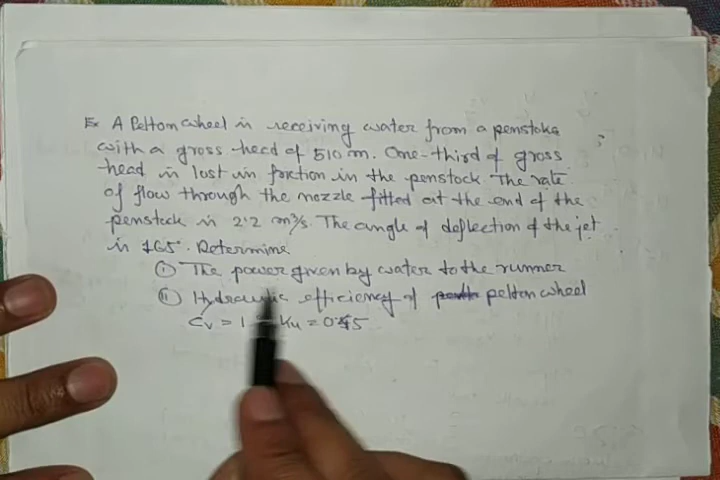 Ex A Pelton wheel is receiving water from a penstoke
with a gross head of 510 m. One-third of gross
head is lost in friction in the penstock. The rate
of flow through the nozzle fitted at the end of the
penstock is 2.2 m³/s. The angle of deflection of the jet
is 165°. Determine
(i) The power given by water to the runner
(ii) Hydraulic efficiency of pelton wheel
Cv = 1 Ku = 0.45